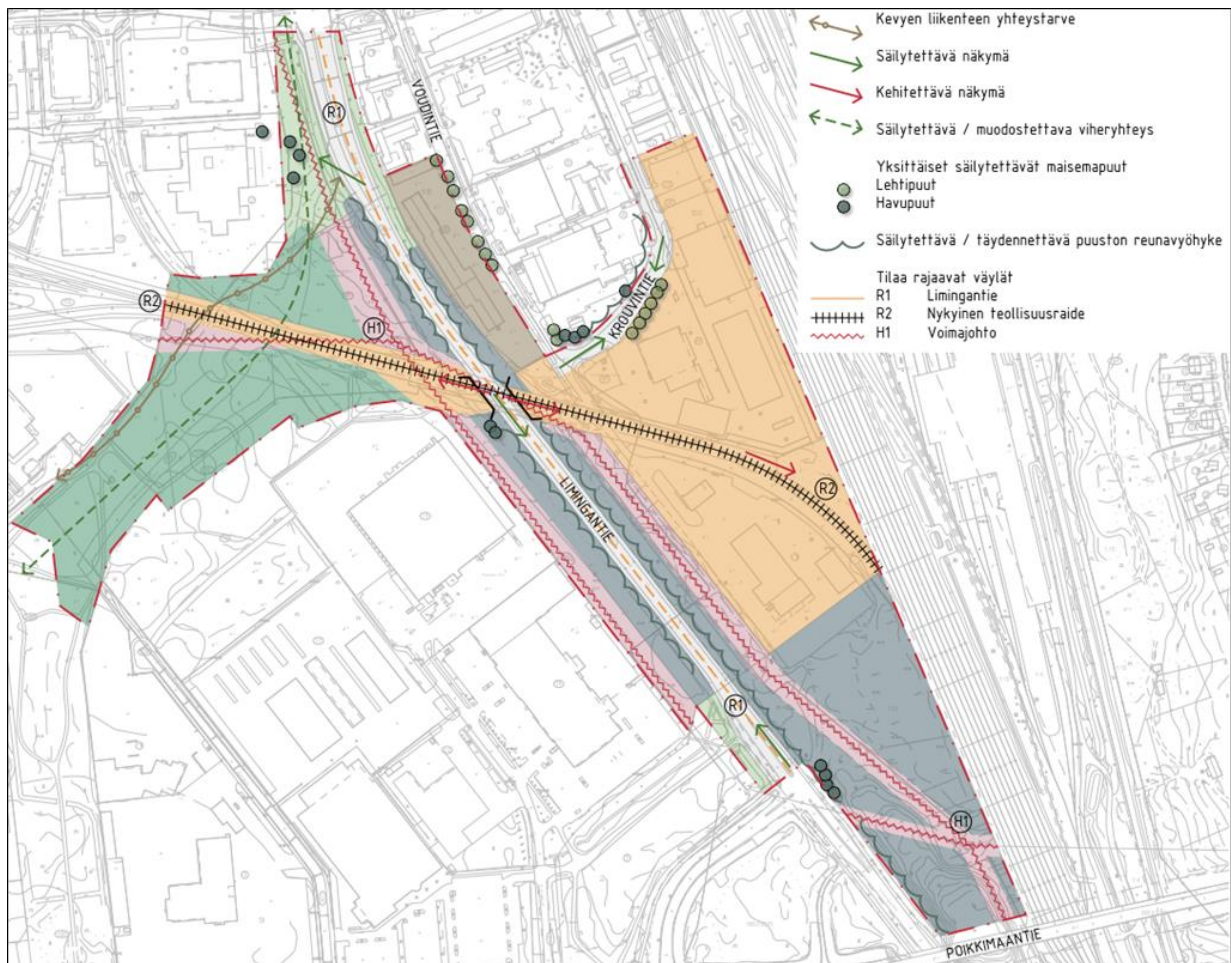 Kevyen liikenteen yhteystarve
Säilytettävä näkymä
Kehitettävä näkymä
Säilytettävä / muodostettava viheryhteys
Yksittäiset säilytettävät maisemapuut
Lehtipuut
Havupuut
Säilytettävä / täydennettävä puuston reunavyöhyke
Tilaa rajaavat väylät
R1 Limingantie
R2 Nykyinen teollisuusraide
H1 Voimajohto
R1
VOUDINTIE
R2
H1
KROUVINTIE
LIMINGANTIE
R2
R1
H1
POIKKIMAANTIE